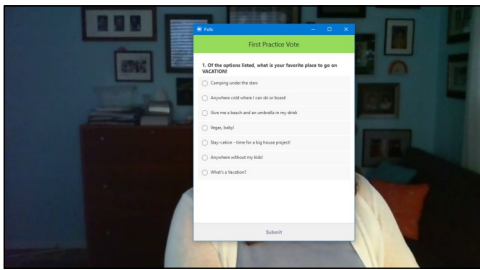 Polls
First Practice Vote
1. Of the options listed, what is your favorite place to go on
VACATION!
Camping under the stars
Anywhere cold where I can ski or board
Give me a beach and an umbrella in my drink
Vegas, baby!
Stay-cation - time for a big house project!
Anywhere without my kids!
What's a Vacation?
Submit